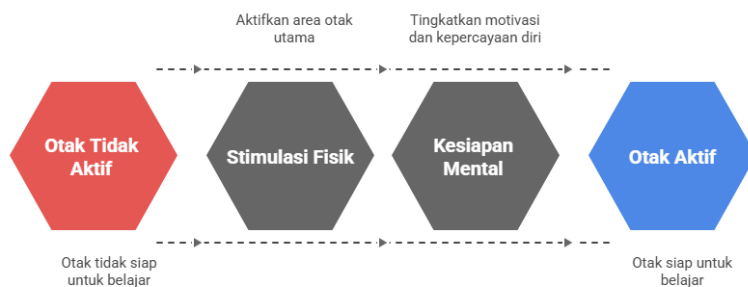 Aktifkan area otak
utama
Tingkatkan motivasi
dan kepercayaan diri
Otak Tidak
Aktif
Stimulasi Fisik
Kesiapan
Mental
Otak Aktif
Otak tidak siap
untuk belajar
Otak siap untuk
belajar